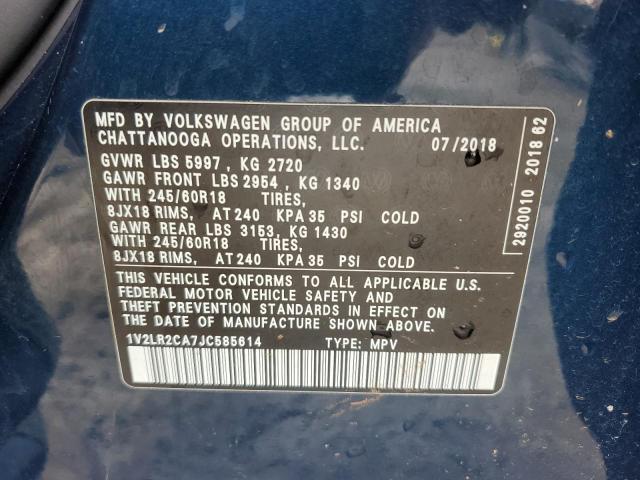 MFD BY VOLKSWAGEN GROUP OF AMERICA
CHATTANOOGA OPERATIONS, LLC. 07/2018
GVWR LBS 5997 , KG 2720
GAWR FRONT LBS 2954 , KG 1340
WITH 245/60R18 TIRES,
8JX18 RIMS, AT 240 KPA 35 PSI COLD
GAWR REAR LBS 3153, KG 1430
WITH 245/60R18 TIRES,
8JX18 RIMS, AT 240 KPA 35 PSI COLD
THIS VEHICLE CONFORMS TO ALL APPLICABLE U.S.
FEDERAL MOTOR VEHICLE SAFETY AND
THEFT PREVENTION STANDARDS IN EFFECT ON
THE DATE OF MANUFACTURE SHOWN ABOVE.
1V2LR2CA7JC585614 TYPE: MPV
2920010 2018 62